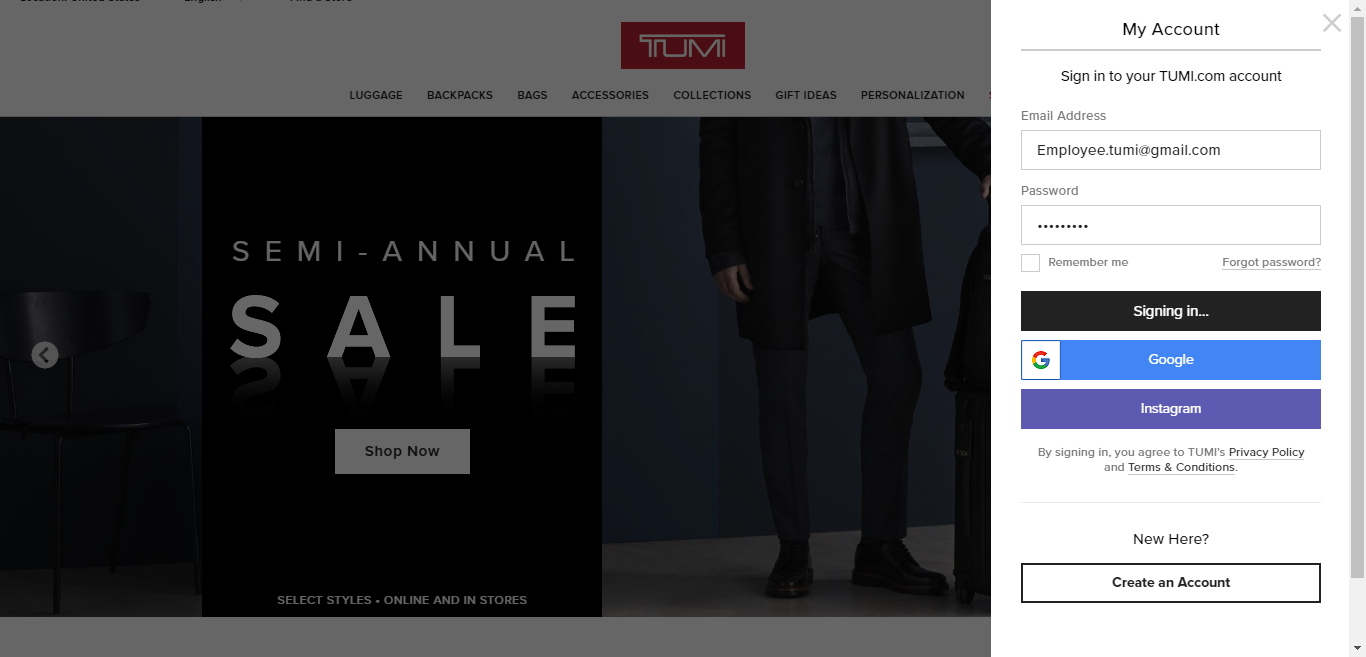 TUMI
LUGGAGE BACKPACKS BAGS ACCESSORIES COLLECTIONS GIFT IDEAS PERSONALIZATION
SEMI-ANNUAL
SALE
Shop Now
SELECT STYLES • ONLINE AND IN STORES
My Account
Sign in to your TUMI.com account
Email Address
Employee.tumi@gmail.com
Password
•••••••••
Remember me Forgot password?
Signing in...
G Google
Instagram
By signing in, you agree to TUMI's Privacy Policy
and Terms & Conditions.
New Here?
Create an Account